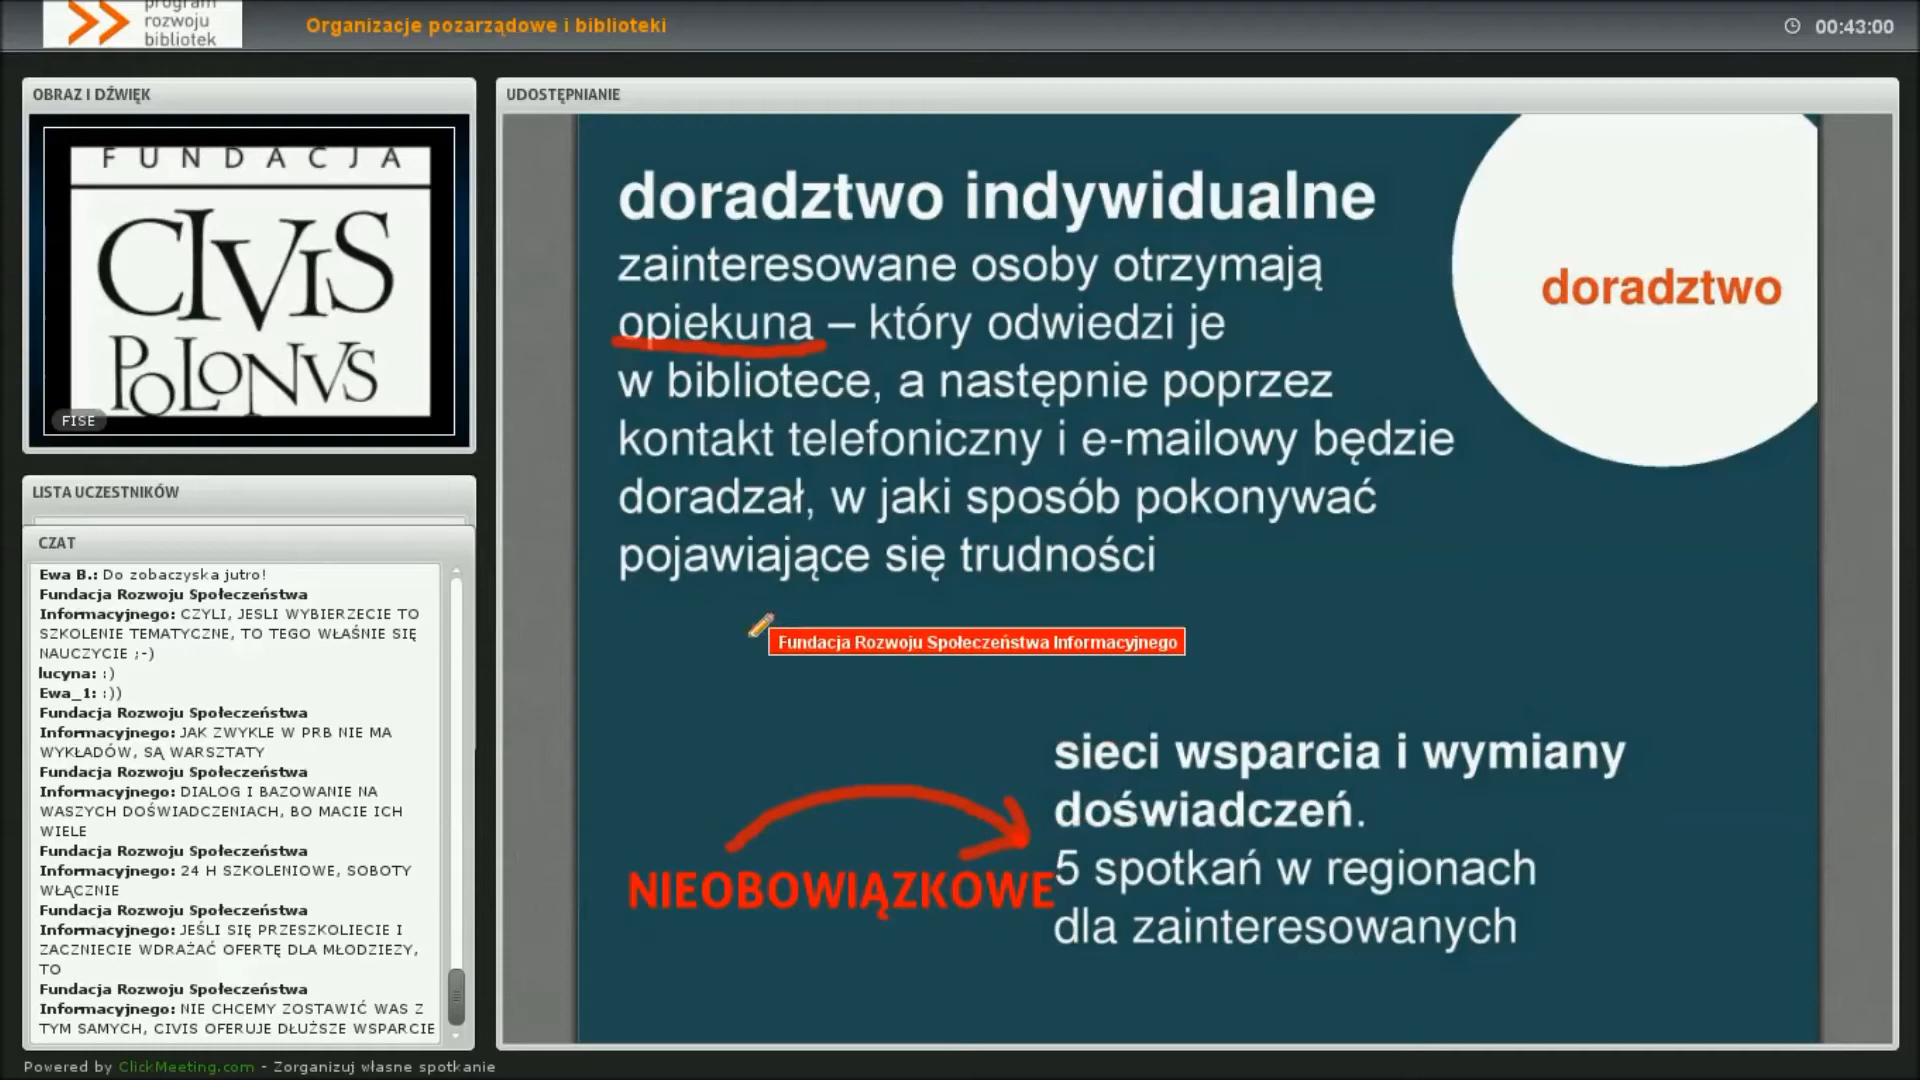 program
rozwoju
bibliotek
Organizacje pozarządowe i biblioteki
00:43:00
OBRAZ I DŹWIĘK
FUNDACJA
CIVIS
POLONVS
FISE
LISTA UCZESTNIKÓW
CZAT
Ewa B.: Do zobaczyska jutro!
Fundacja Rozwoju Społeczeństwa
Informacyjnego: CZYLI, JESLI WYBIERZECIE TO
SZKOLENIE TEMATYCZNE, TO TEGO WŁAŚNIE SIĘ
NAUCZYCIE ;-)
lucyna: :)
Ewa_1: :))
Fundacja Rozwoju Społeczeństwa
Informacyjnego: JAK ZWYKLE W PRB NIE MA
WYKŁADÓW, SĄ WARSZTATY
Fundacja Rozwoju Społeczeństwa
Informacyjnego: DIALOG I BAZOWANIE NA
WASZYCH DOŚWIADCZENIACH, BO MACIE ICH
WIELE
Fundacja Rozwoju Społeczeństwa
Informacyjnego: 24 H SZKOLENIOWE, SOBOTY
WŁĄCZNIE
Fundacja Rozwoju Społeczeństwa
Informacyjnego: JEŚLI SIĘ PRZESZKOLIECIE I
ZACZNIECIE WDRAŻAĆ OFERTĘ DLA MŁODZIEZY,
TO
Fundacja Rozwoju Społeczeństwa
Informacyjnego: NIE CHCEMY ZOSTAWIĆ WAS Z
TYM SAMYCH, CIVIS OFERUJE DŁUŻSZE WSPARCIE
UDOSTĘPNIANIE
doradztwo indywidualne
zainteresowane osoby otrzymają
opiekuna – który odwiedzi je
w bibliotece, a następnie poprzez
kontakt telefoniczny i e-mailowy będzie
doradzał, w jaki sposób pokonywać
pojawiające się trudności
doradztwo
Fundacja Rozwoju Społeczeństwa Informacyjnego
NIEOBOWIĄZKOWE
sieci wsparcia i wymiany
doświadczeń.
5 spotkań w regionach
dla zainteresowanych
Powered by ClickMeeting.com - Zorganizuj własne spotkanie